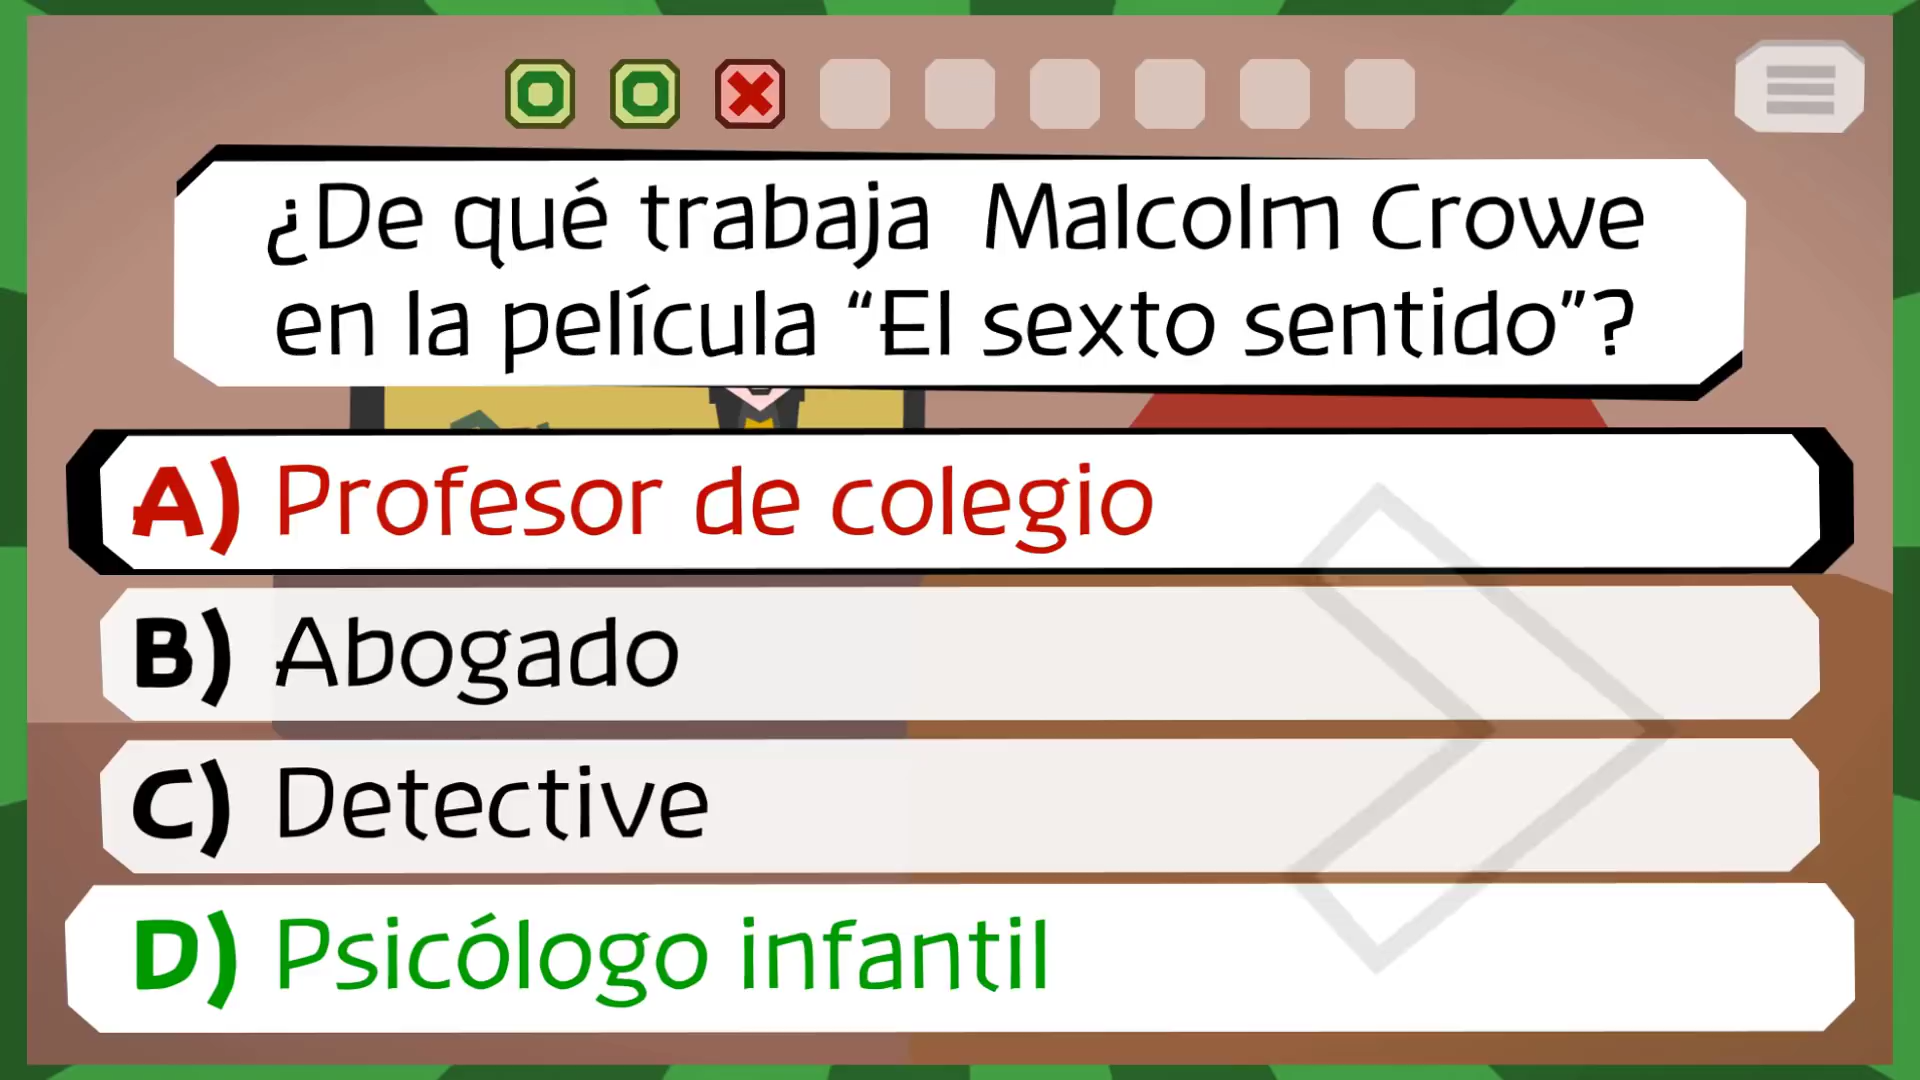 ¿De qué trabaja Malcolm Crowe
en la película “El sexto sentido”?
A) Profesor de colegio
B) Abogado
C) Detective
D) Psicólogo infantil